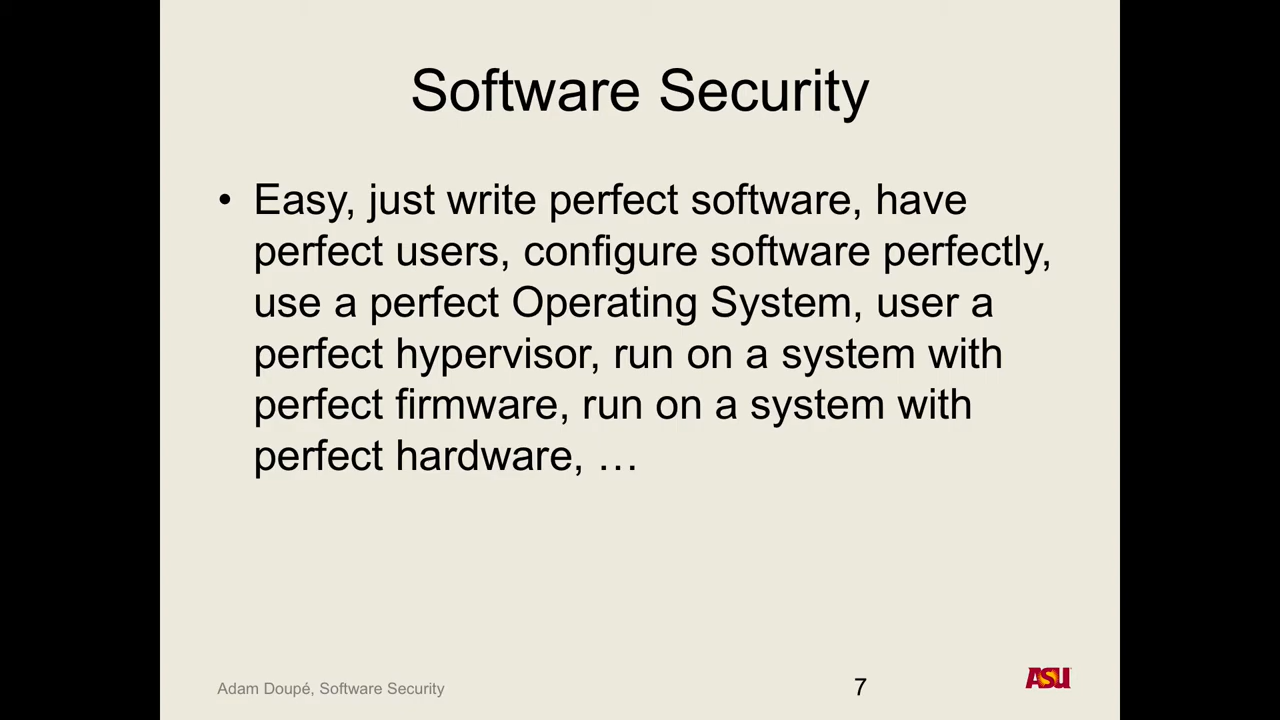 Software Security
• Easy, just write perfect software, have
perfect users, configure software perfectly,
use a perfect Operating System, user a
perfect hypervisor, run on a system with
perfect firmware, run on a system with
perfect hardware, …
Adam Doupé, Software Security
7
ASU